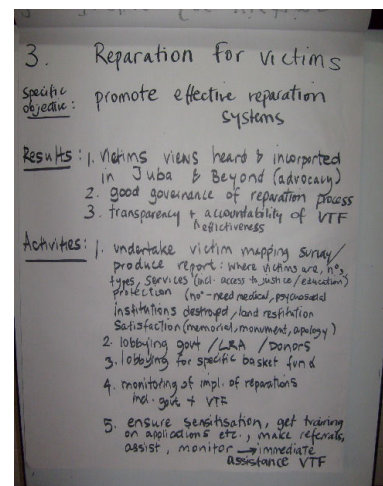 3. Reparation for victims
Specific
objective: promote effective reparation
systems
Results: 1. victims views heard & incorported
in Juba & Beyond (advocacy)
2. good governance of reparation process
3. transparency + accountability of VTF
effectiveness
Activities: 1. undertake victim mapping survey/
produce report: where victims are, nos,
types, services (incl. access to justice/education)
protection (nos - need medical, psychosocial
institutions destroyed/land restitution
satisfaction (memorial, monument, apology)
2. lobbying govt / LRA / Donors
3. lobbying for specific basket fund
4. monitoring of impl. of reparations
incl. govt + VTF
5. ensure sensitisation, get training
on applications etc., make referrals,
assist, monitor → immediate
assistance VTF